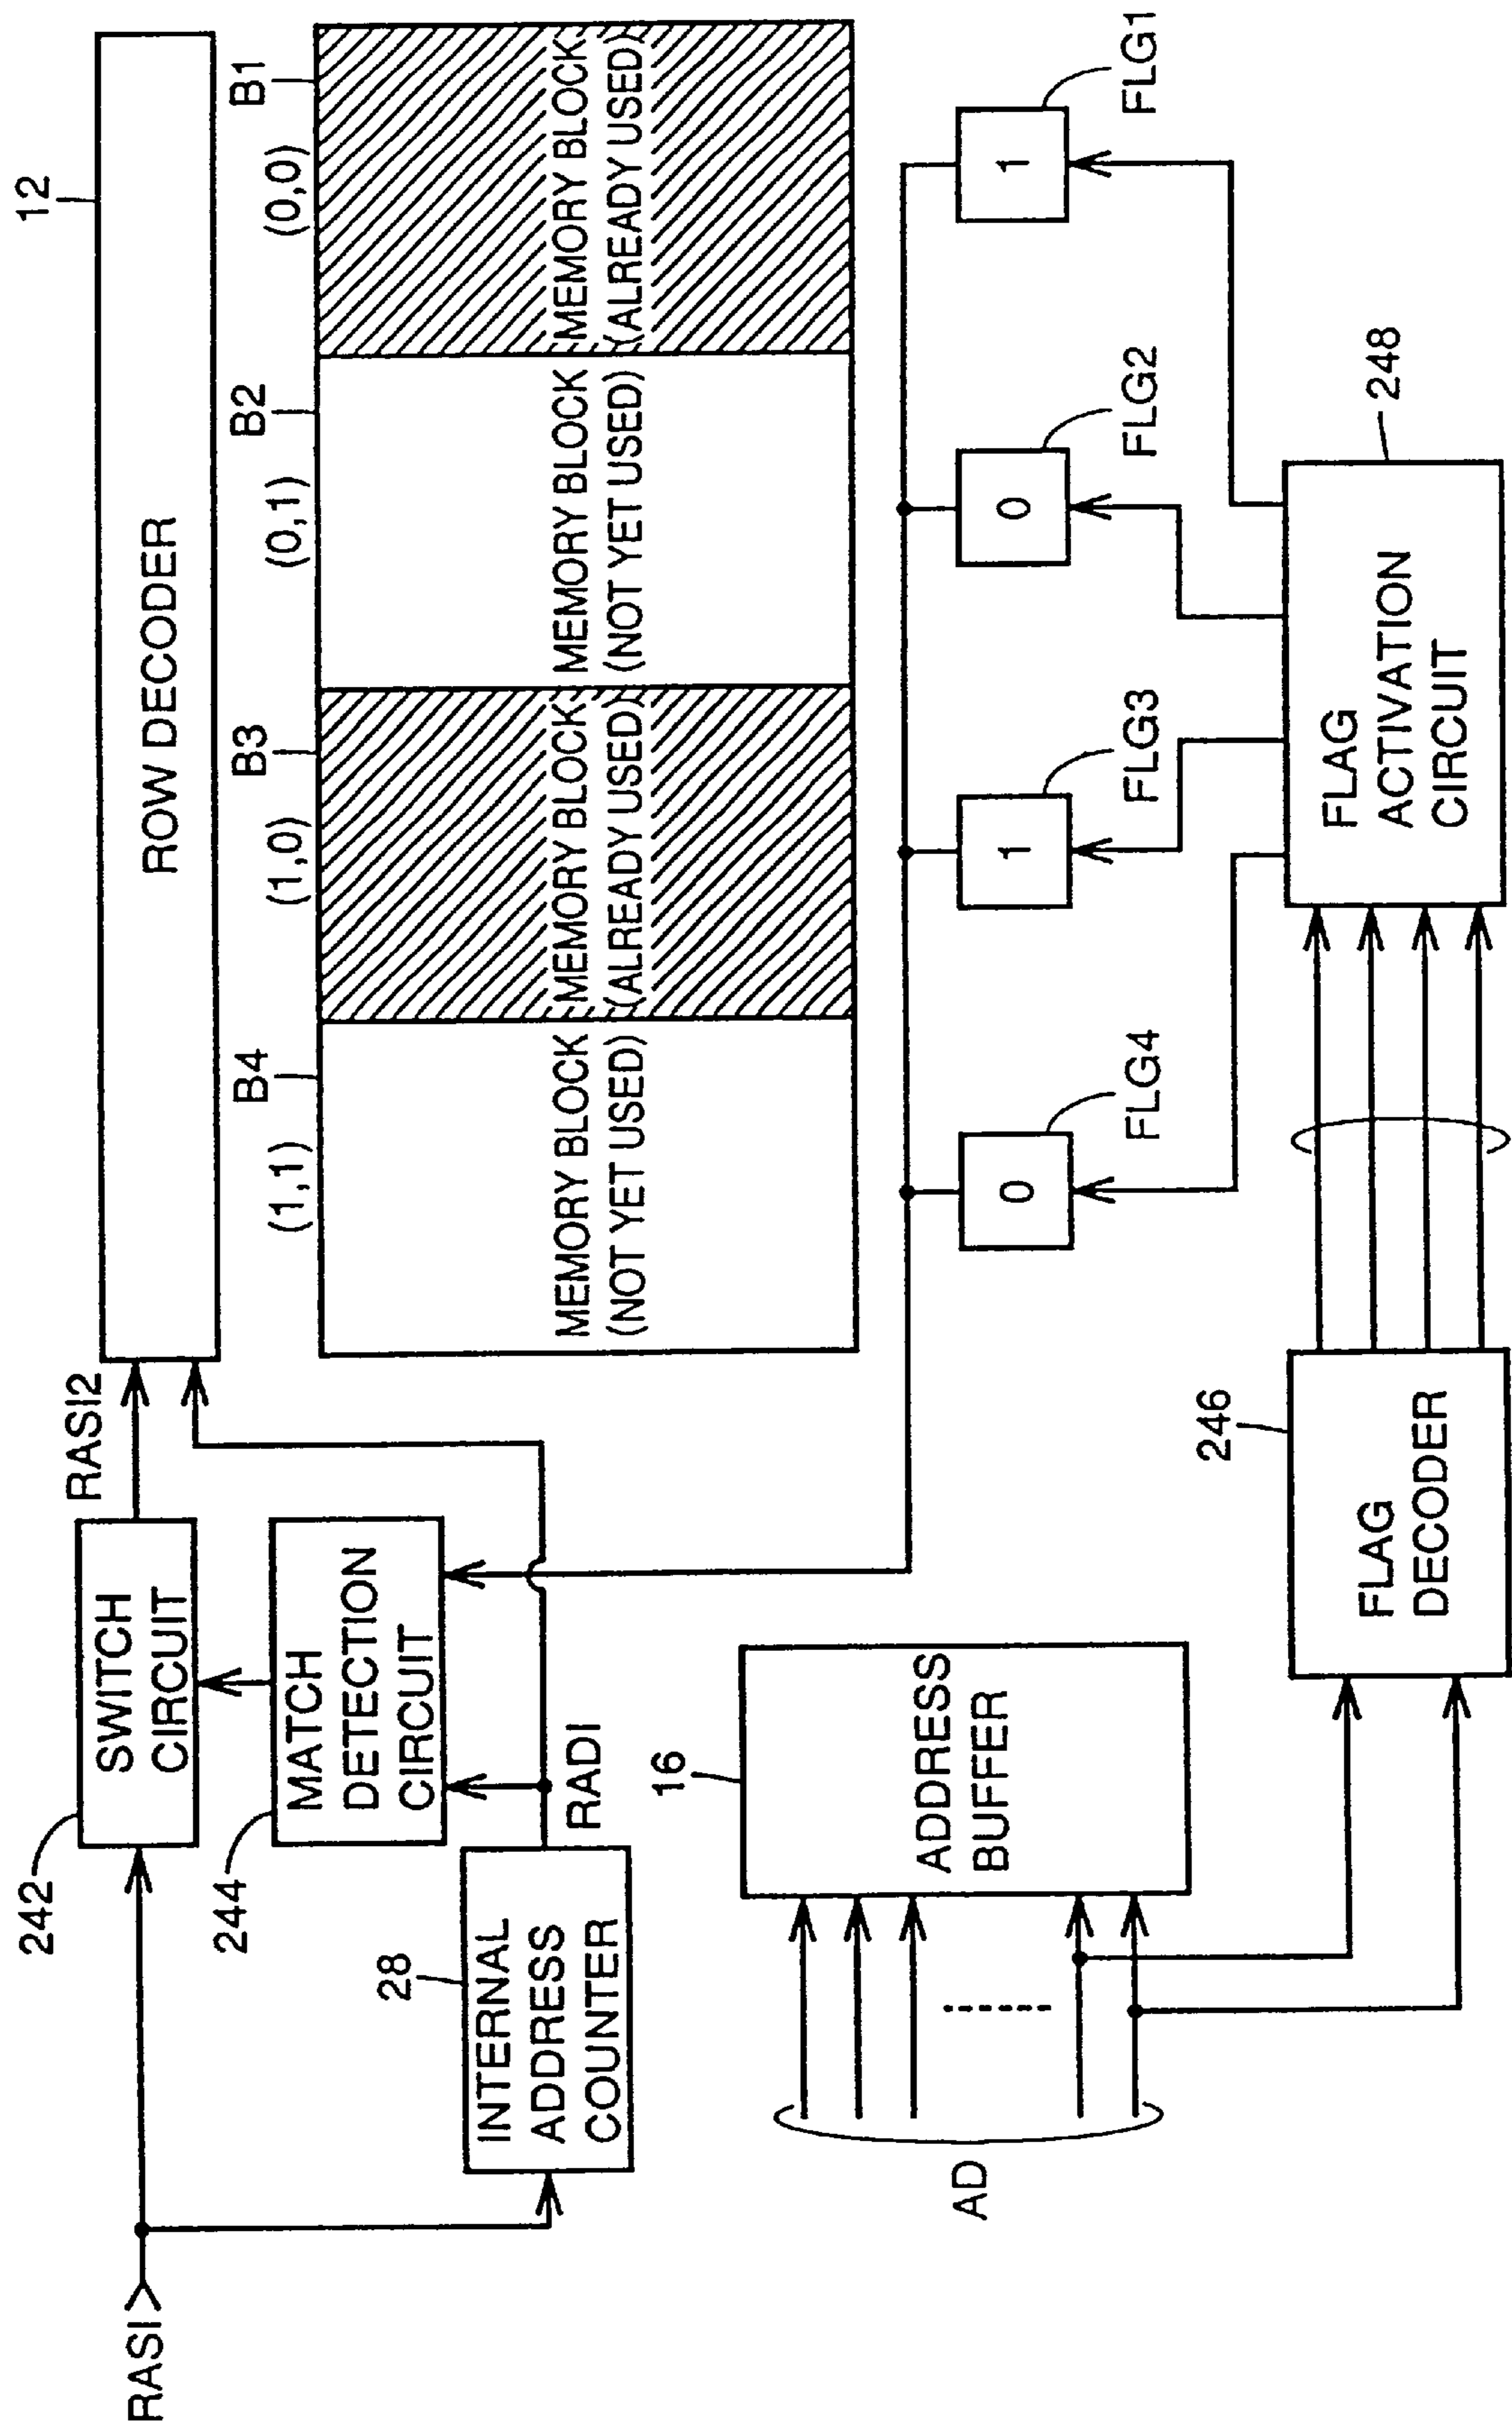 RASI
242
SWITCH
CIRCUIT
RASI2
12
ROW DECODER
244
MATCH
DETECTION
CIRCUIT
28
INTERNAL
ADDRESS
COUNTER
RADI
(1,1)
B4
(1,0)
B3
(0,1)
B2
(0,0)
B1
MEMORY BLOCK
(NOT YET USED)
MEMORY BLOCK
(ALREADY USED)
MEMORY BLOCK
(NOT YET USED)
MEMORY BLOCK
(ALREADY USED)
AD
16
ADDRESS
BUFFER
0
1
0
1
FLG4
FLG3
FLG2
FLG1
246
FLAG
DECODER
FLAG
ACTIVATION
CIRCUIT
248